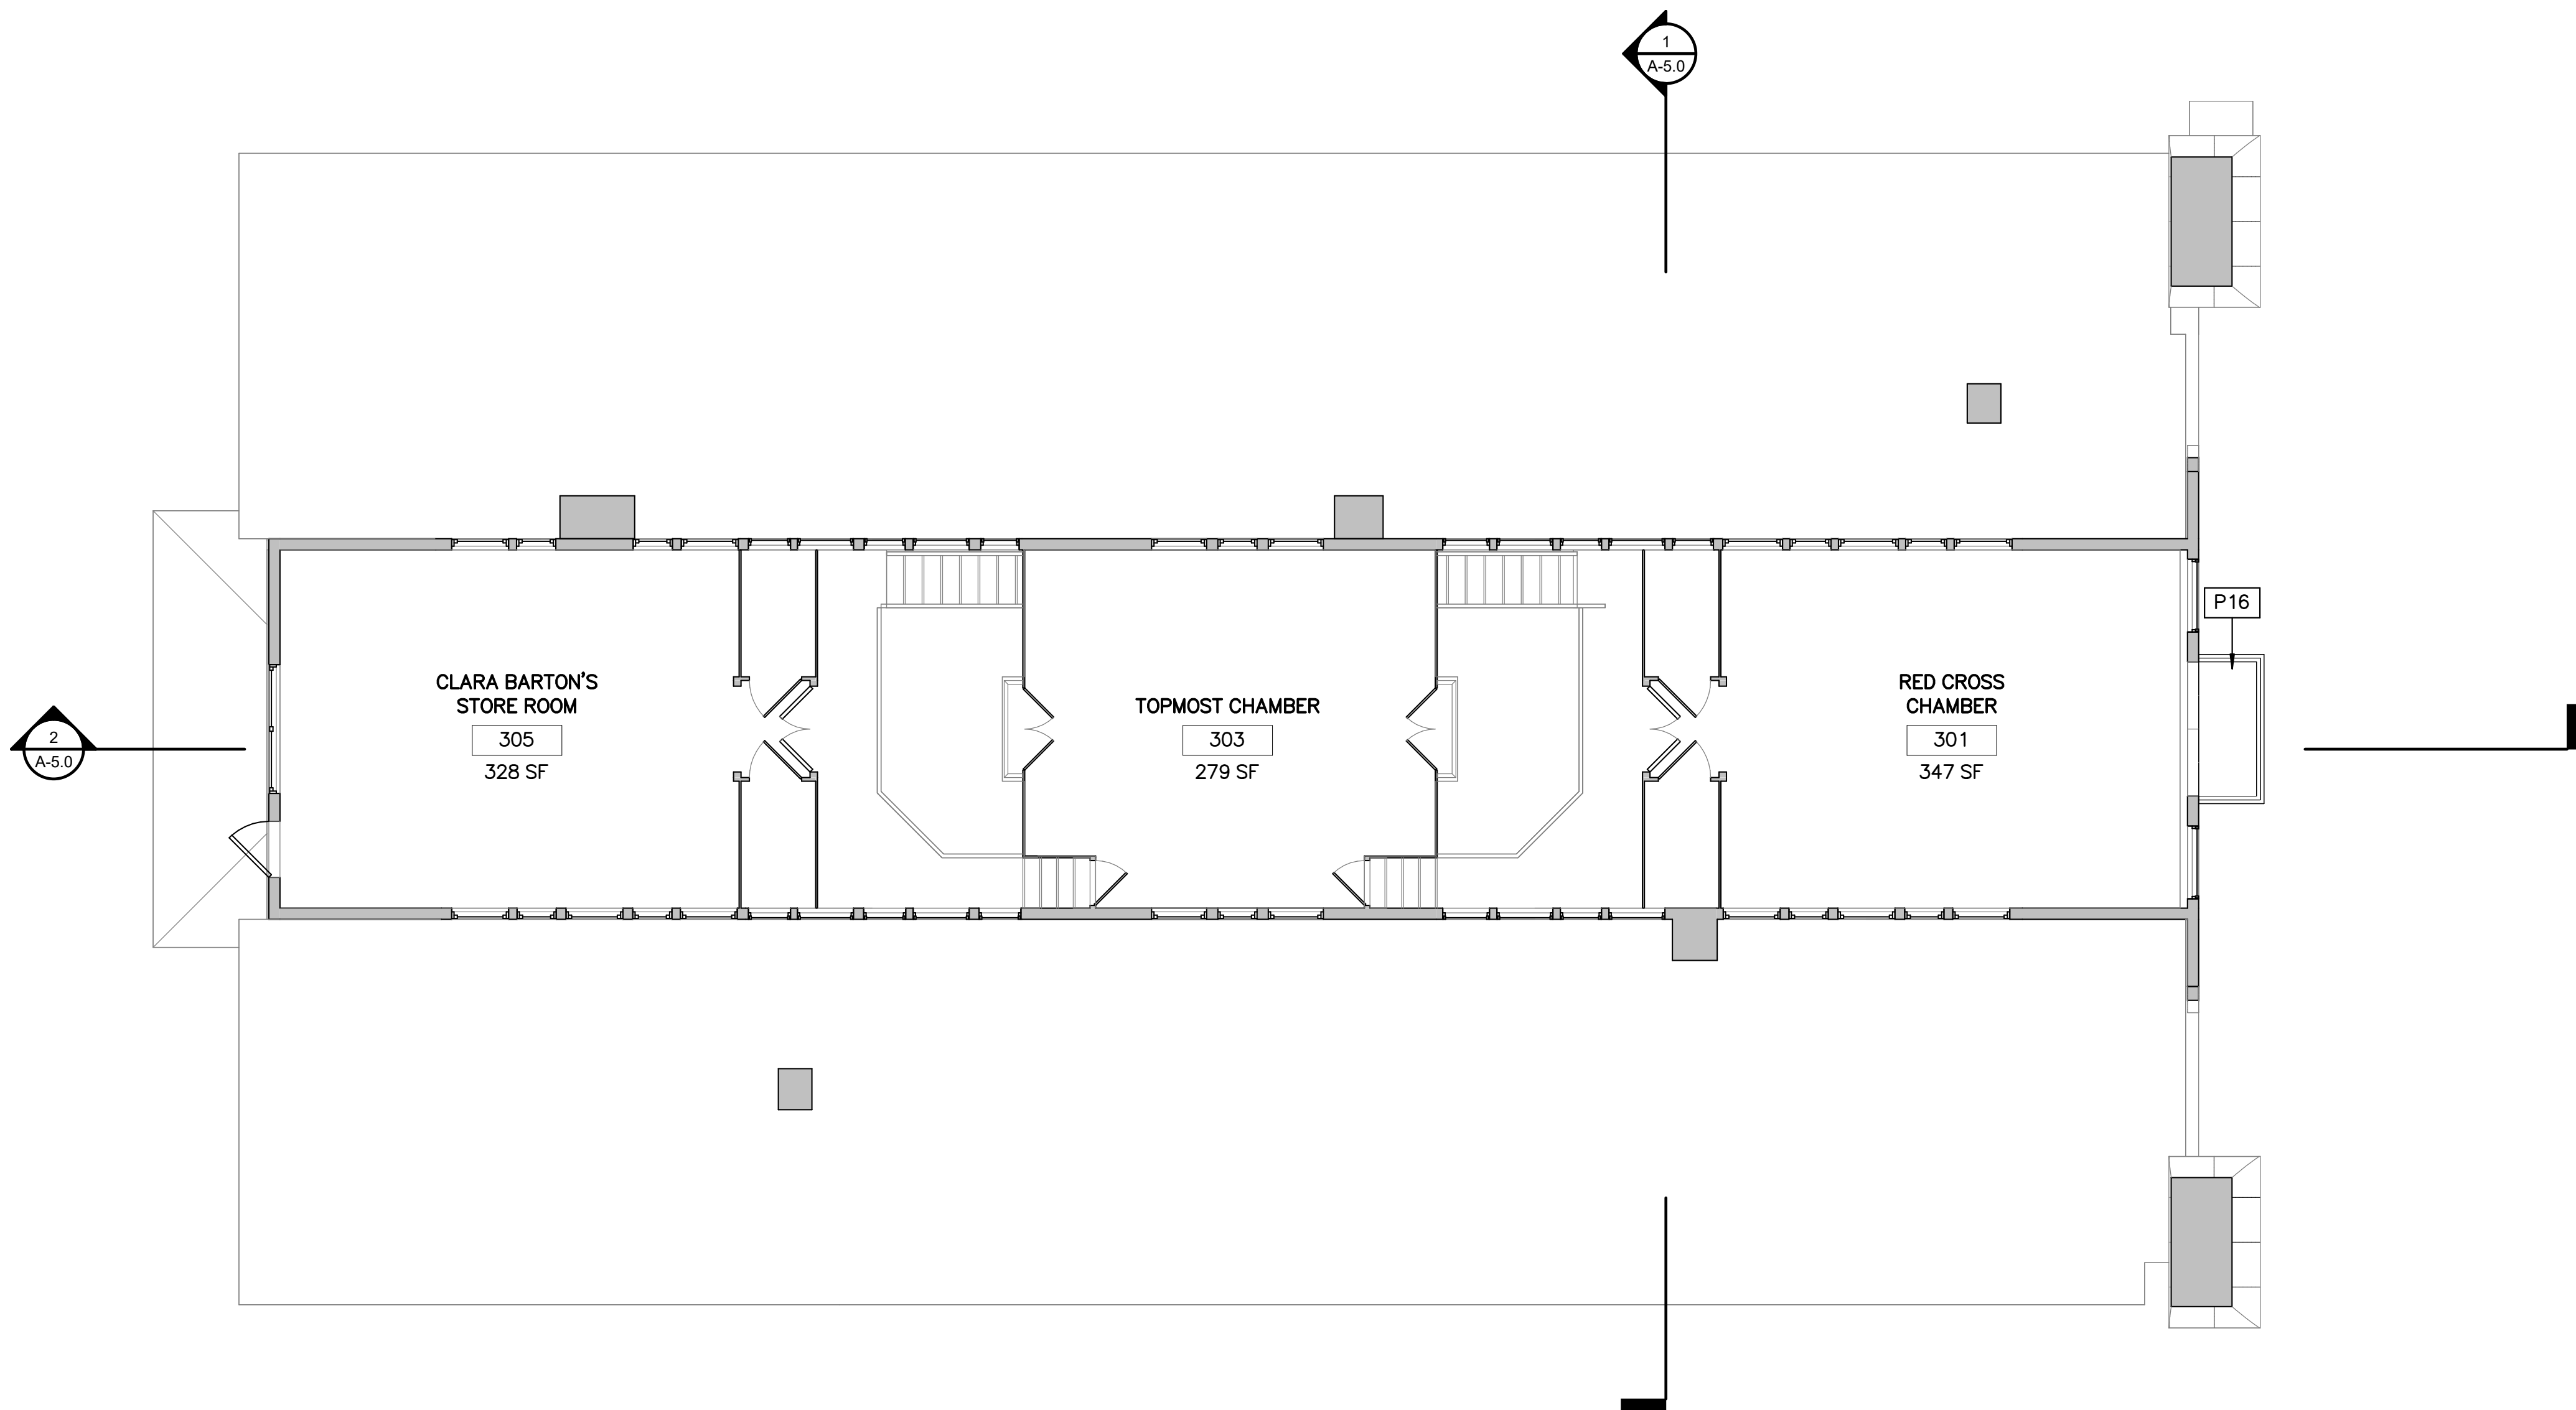 1
A-5.0
P16
CLARA BARTON'S
STORE ROOM
305
328 SF
TOPMOST CHAMBER
303
279 SF
RED CROSS
CHAMBER
301
347 SF
2
A-5.0